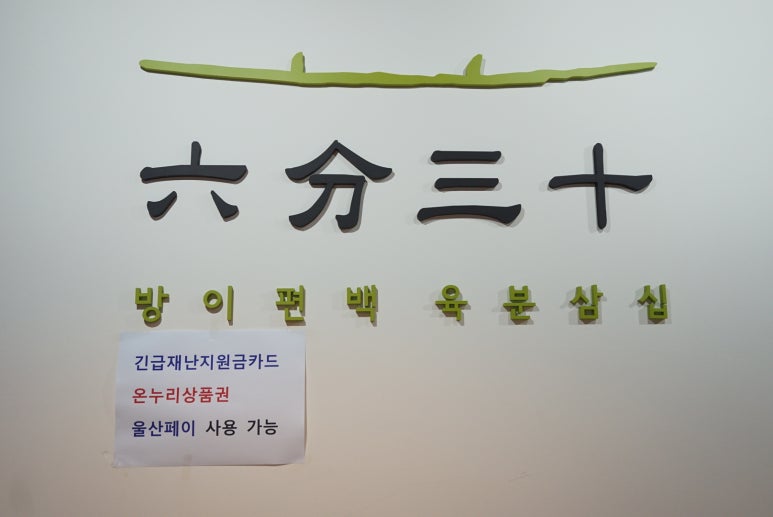 六分三十
방이편백육분삼십
긴급재난지원금카드
온누리상품권
울산페이 사용 가능